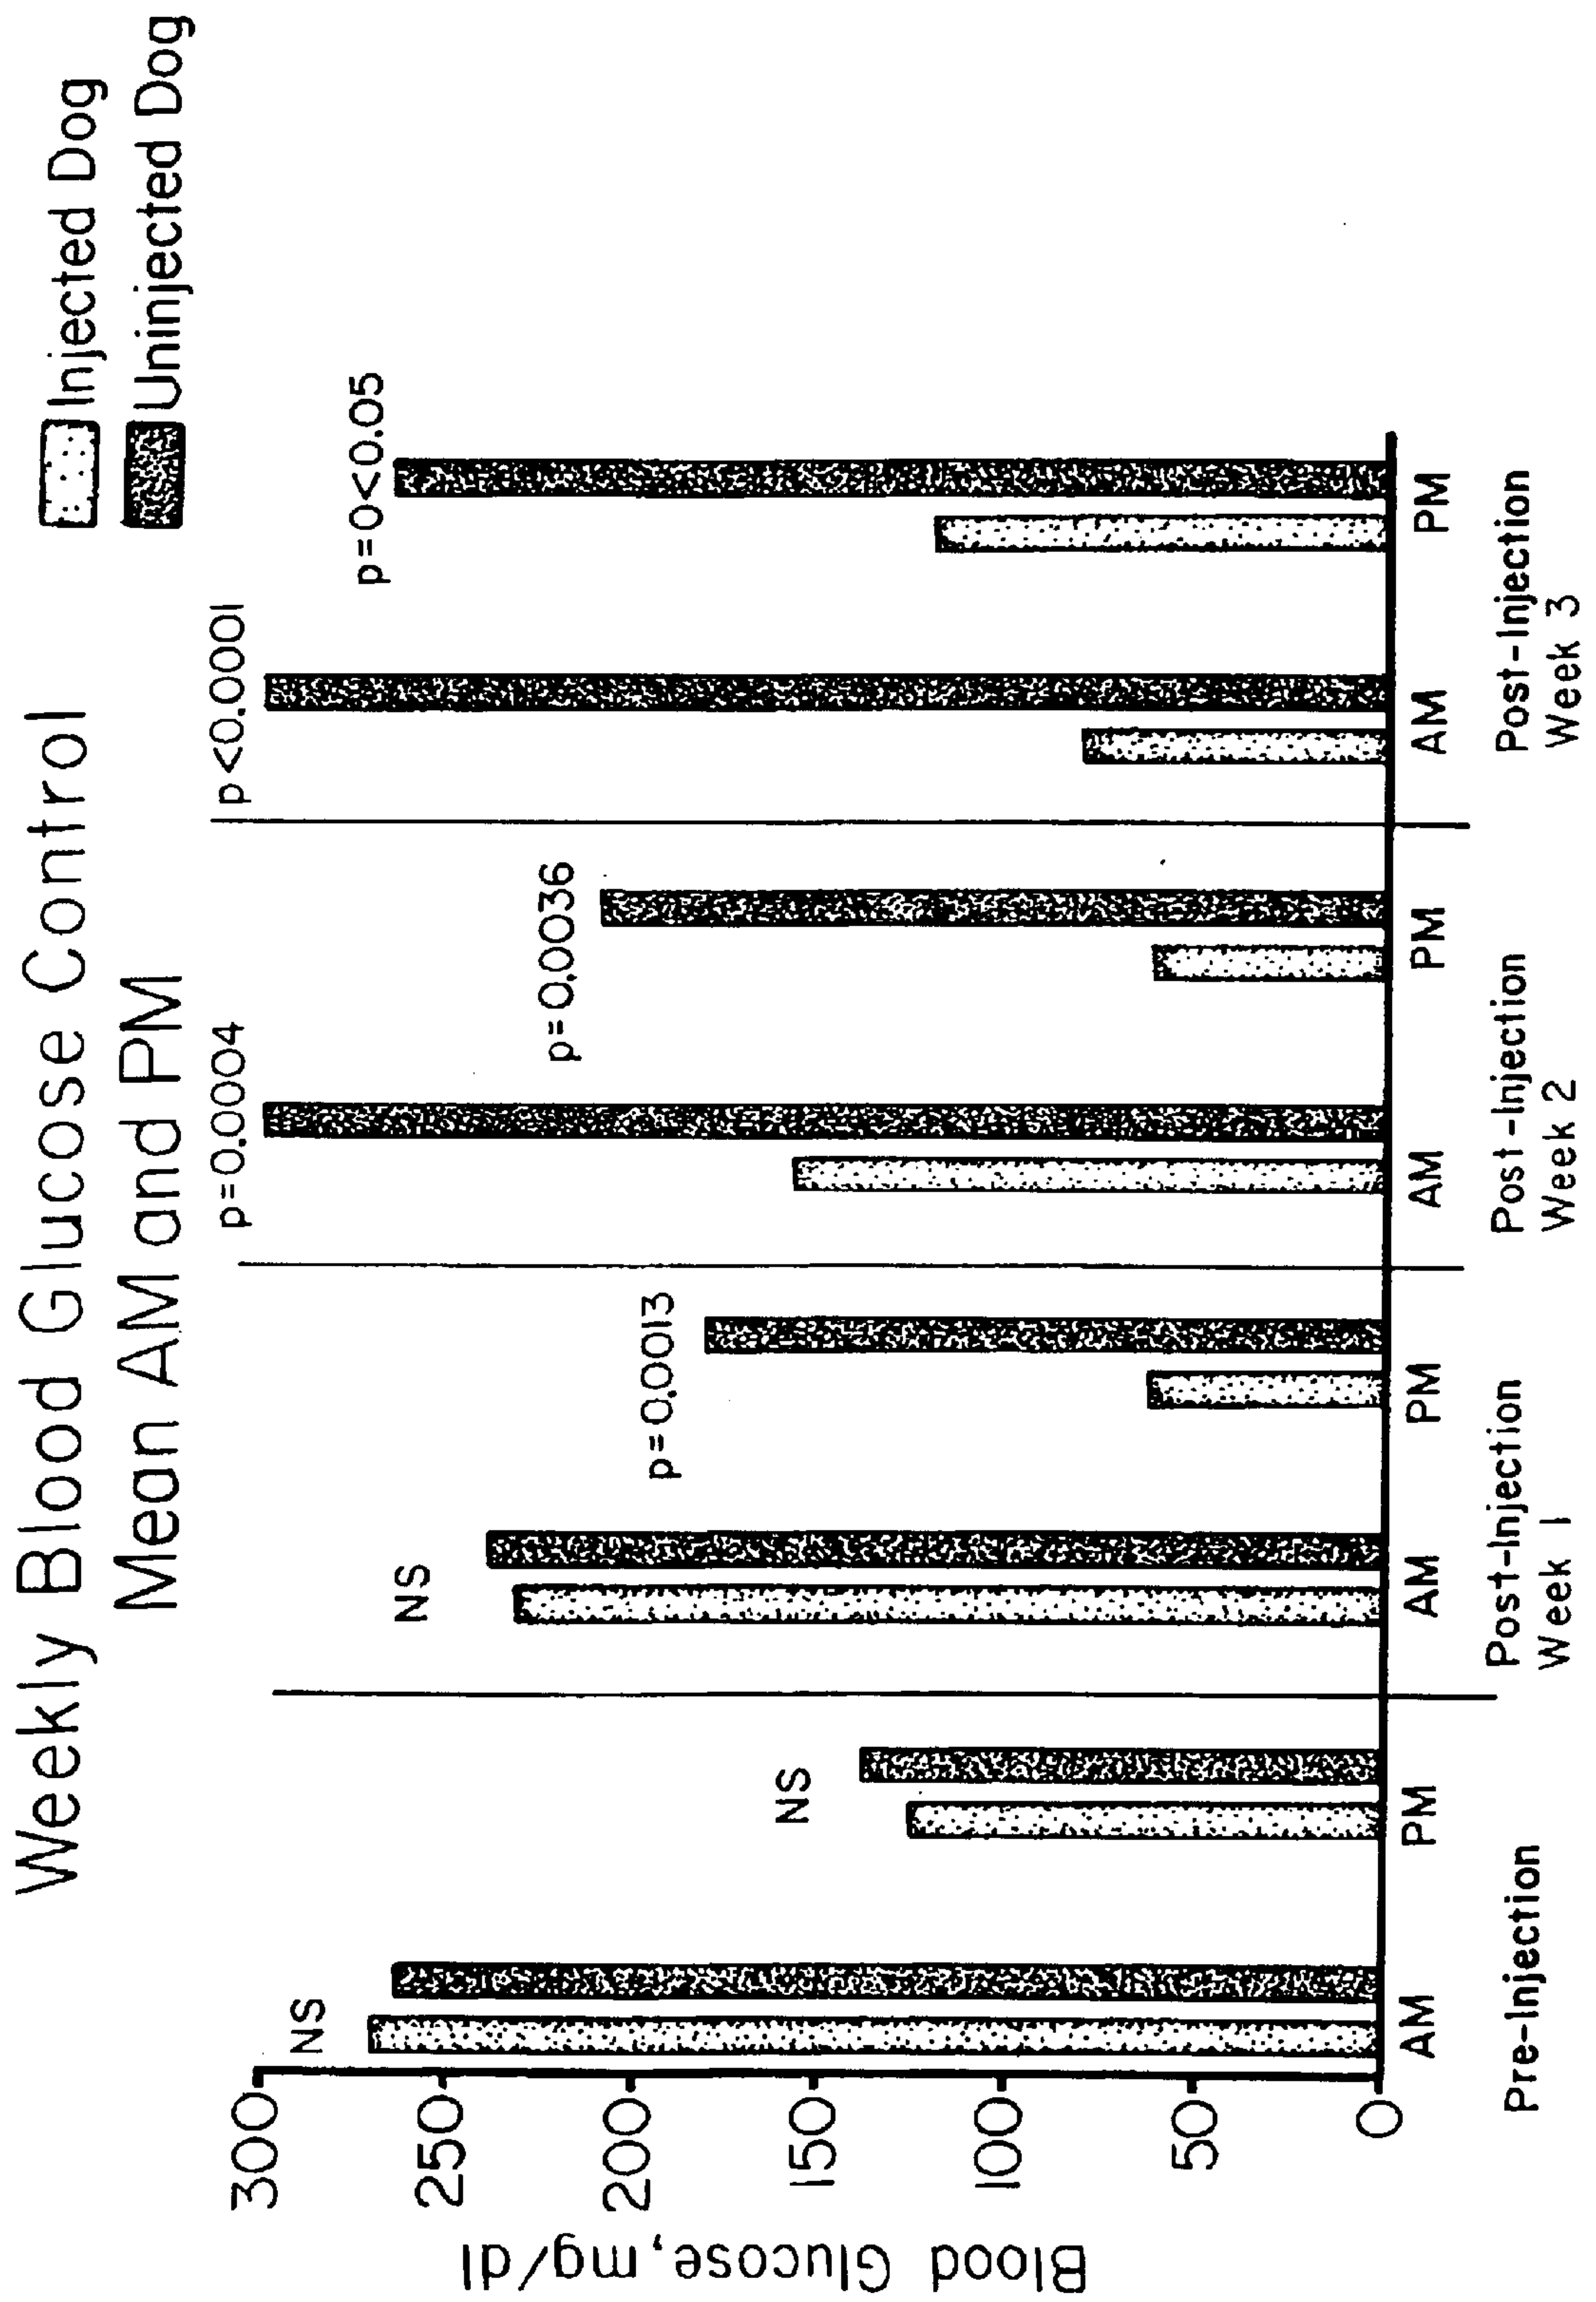 Weekly Blood Glucose Control
Mean AM and PM
Injected Dog
Uninjected Dog
Blood Glucose, mg/dl
300
250
200
150
100
50
0
NS
NS
NS
p=0.0013
p=0.0004
p=0.0036
p<0.0001
p=0<0.05
AM
PM
AM
PM
AM
PM
AM
PM
Pre-Injection
Post-Injection
Week 1
Post-Injection
Week 2
Post-Injection
Week 3